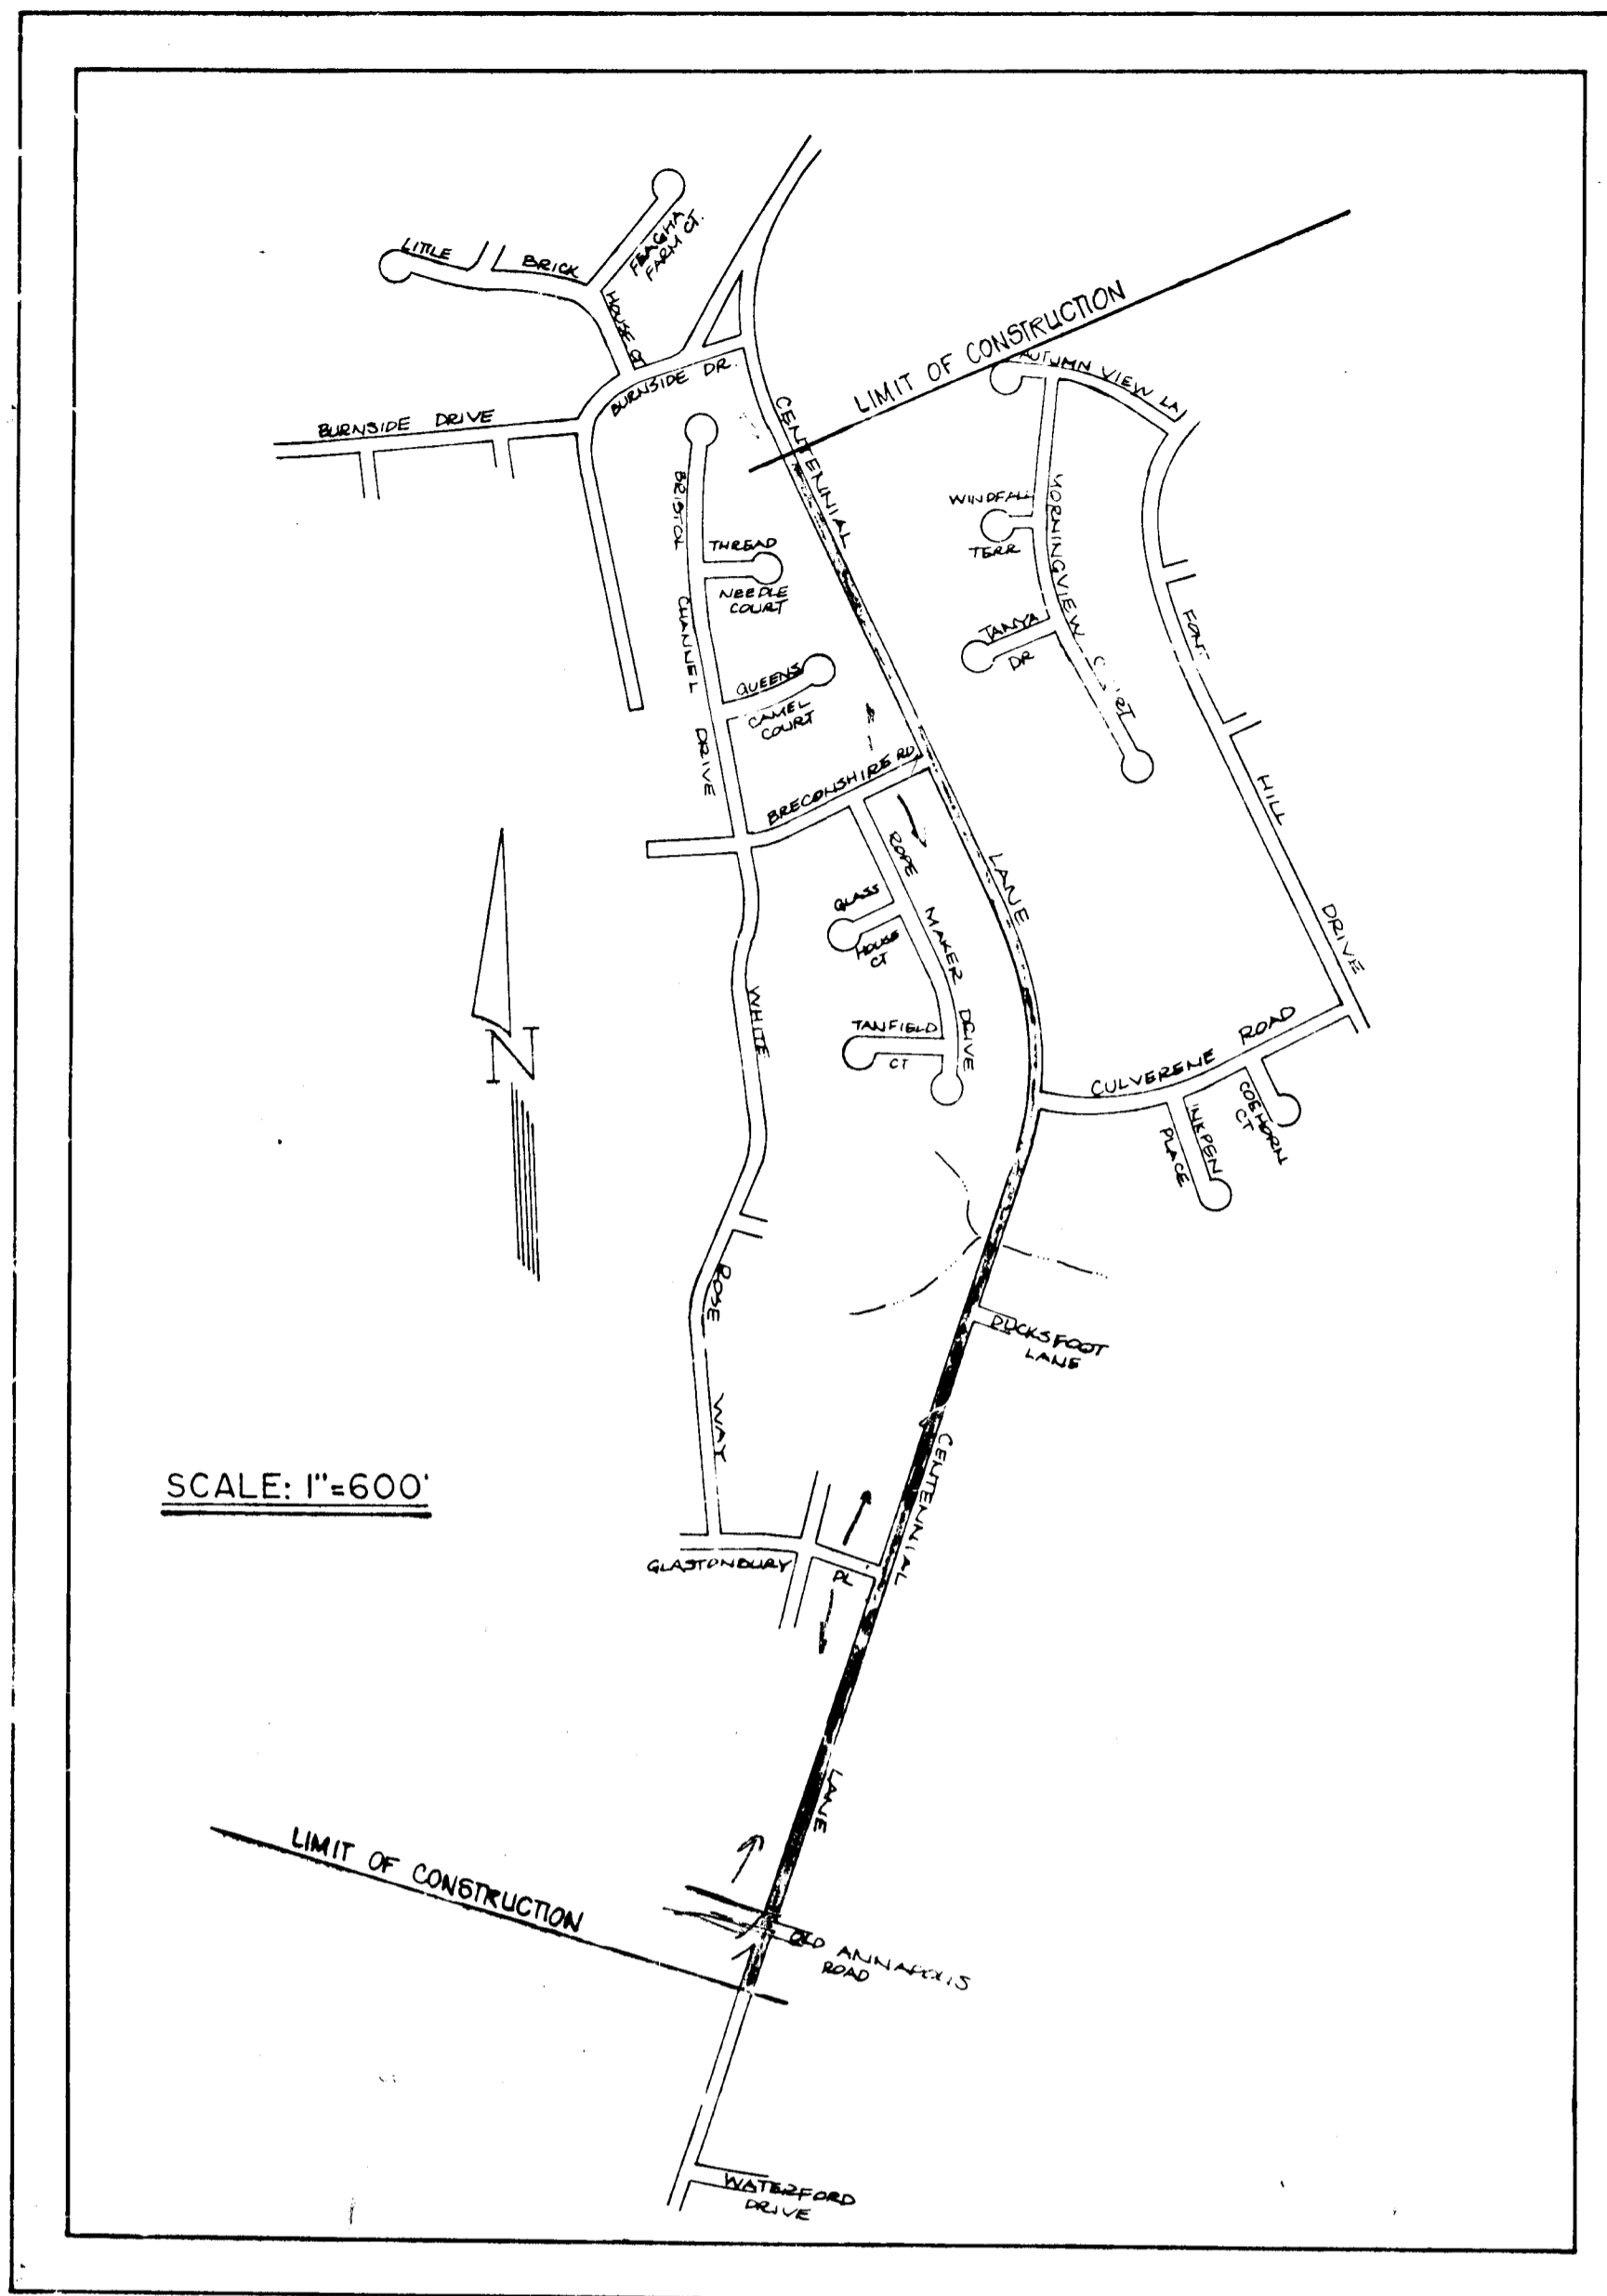 LITTLE
BRICK
HOUSE CT
FEAGHA
FARM CT.
BURNSIDE DR.
BURNSIDE DRIVE
LIMIT OF CONSTRUCTION
AUTUMN VIEW LA
CENTENNIAL
BRISTOL
CHANNEL
DRIVE
THREAD
NEEDLE
COURT
WINDFALL
TERR
MORNINGVIEW
TANYA
DR
FONT
HILL
DRIVE
QUEENS
CAMEL
COURT
BRECONSHIRE RD
ROPE
MAKER
DRIVE
LANE
GLASS
HOUSE
CT
WHITE
TANFIELD
CT
CULVERENE
ROAD
COEHORN
CT
INKPEN
PLACE
N
ROSE
DUCKSFOOT
LANE
WAY
CENTENNIAL
SCALE: 1"=600'
GLASTONBURY
PL
LANE
LIMIT OF CONSTRUCTION
OLD ANNAPOLIS
ROAD
WATERFORD
DRIVE